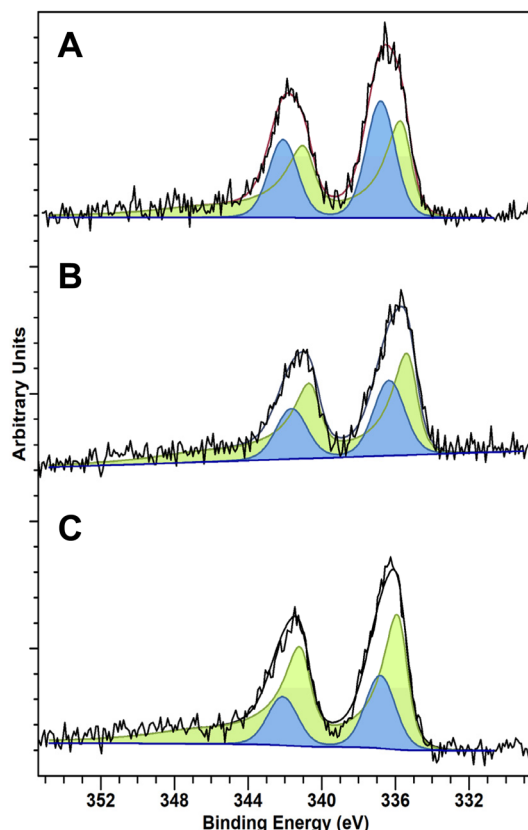 A
B
Arbitrary Units
C
352 348 344 340 336 332
Binding Energy (eV)